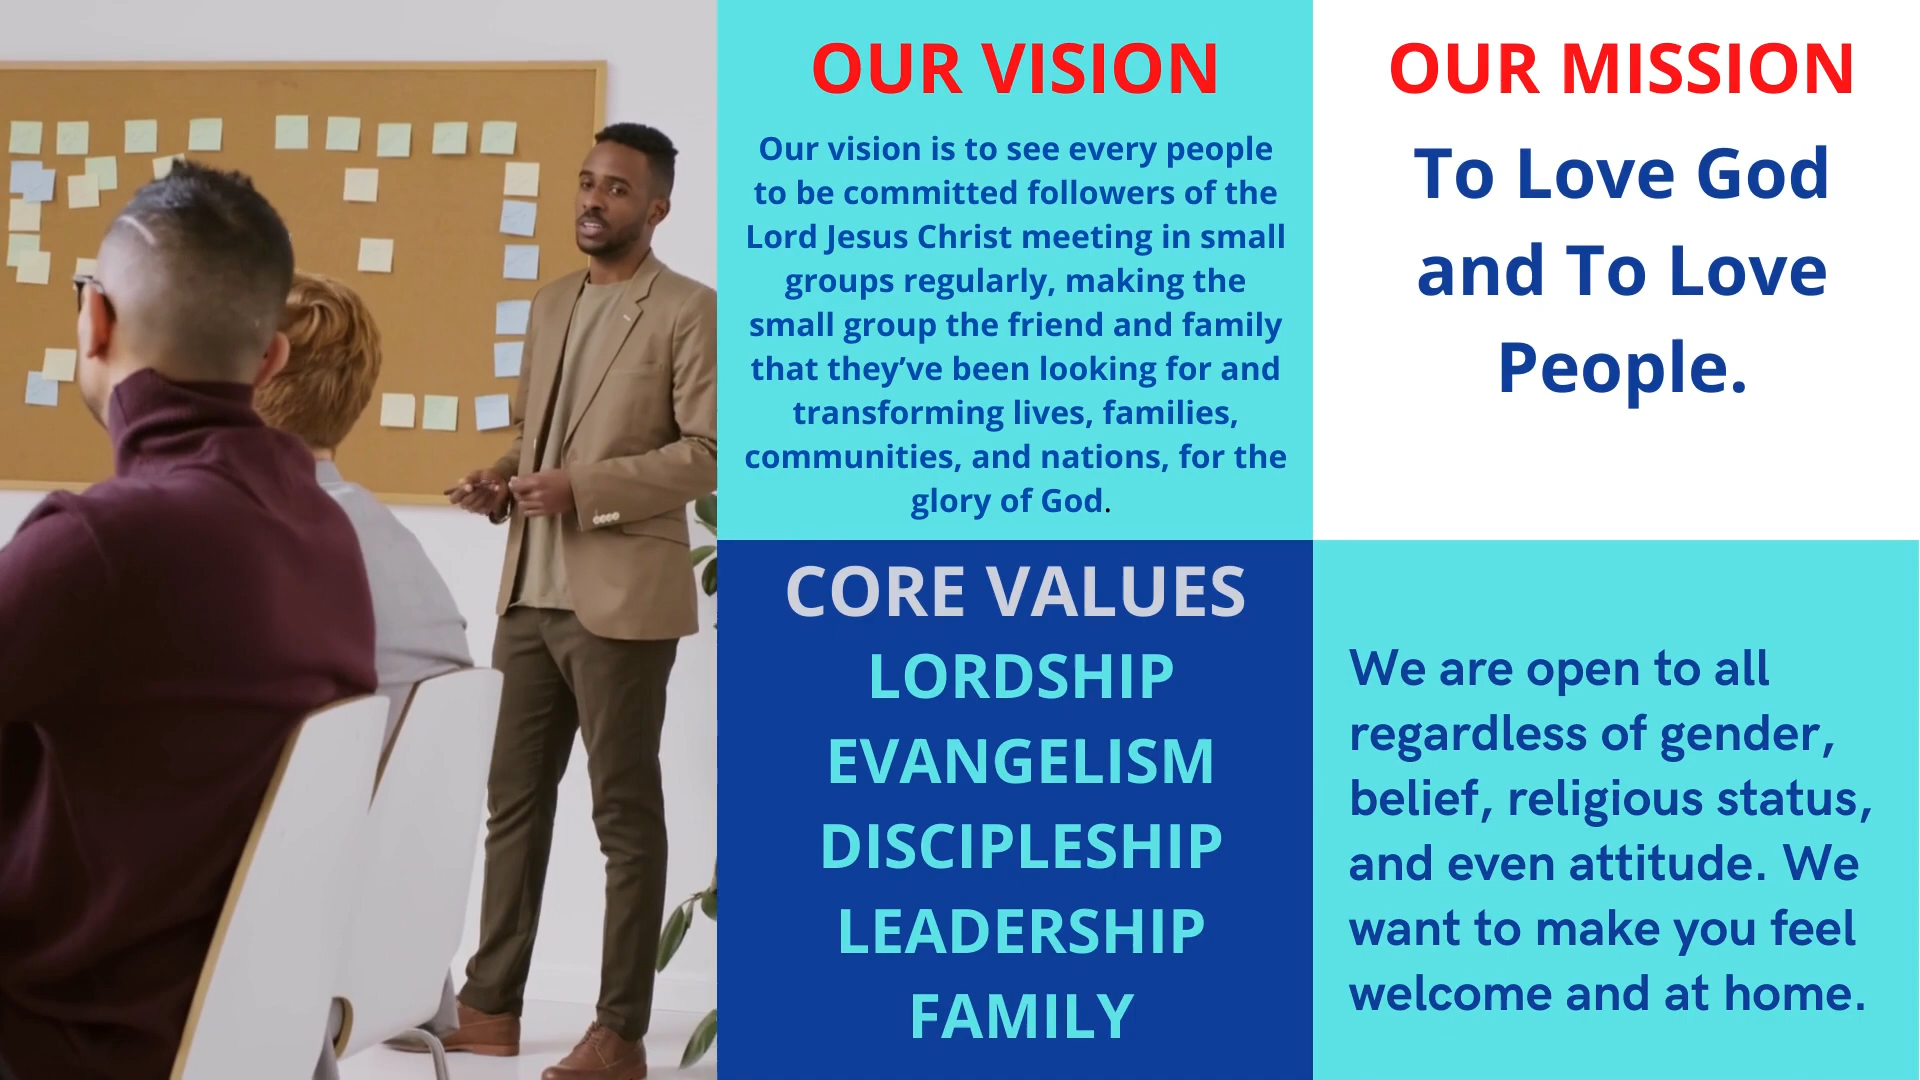 OUR VISION
Our vision is to see every people
to be committed followers of the
Lord Jesus Christ meeting in small
groups regularly, making the
small group the friend and family
that they’ve been looking for and
transforming lives, families,
communities, and nations, for the
glory of God.
OUR MISSION
To Love God
and To Love
People.
CORE VALUES
LORDSHIP
EVANGELISM
DISCIPLESHIP
LEADERSHIP
FAMILY
We are open to all
regardless of gender,
belief, religious status,
and even attitude. We
want to make you feel
welcome and at home.